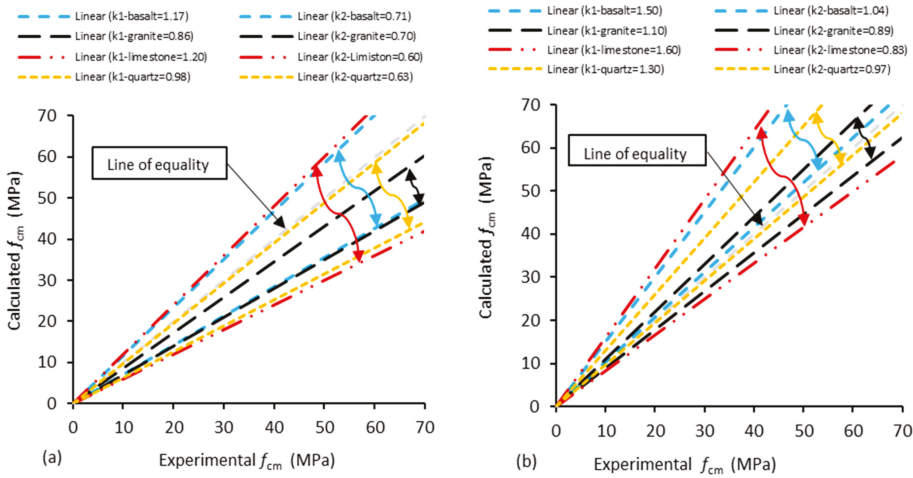 Linear (k1-basalt=1.17) Linear (k2-basalt=0.71)
Linear (k1-granite=0.86) Linear (k2-granite=0.70)
Linear (k1-limestone=1.20) Linear (k2-Limiston=0.60)
Linear (k1-quartz=0.98) Linear (k2-quartz=0.63)
Calculated fcm (MPa)
70
60
50
40
30
20
10
0
Line of equality
0 10 20 30 40 50 60 70
(a) Experimental fcm (MPa)
Linear (k1-basalt=1.50) Linear (k2-basalt=1.04)
Linear (k1-granite=1.10) Linear (k2-granite=0.89)
Linear (k1-limestone=1.60) Linear (k2-limestone=0.83)
Linear (k1-quartz=1.30) Linear (k2-quartz=0.97)
Calculated fcm (MPa)
70
60
50
40
30
20
10
0
Line of equality
0 10 20 30 40 50 60 70
(b) Experimental fcm (MPa)